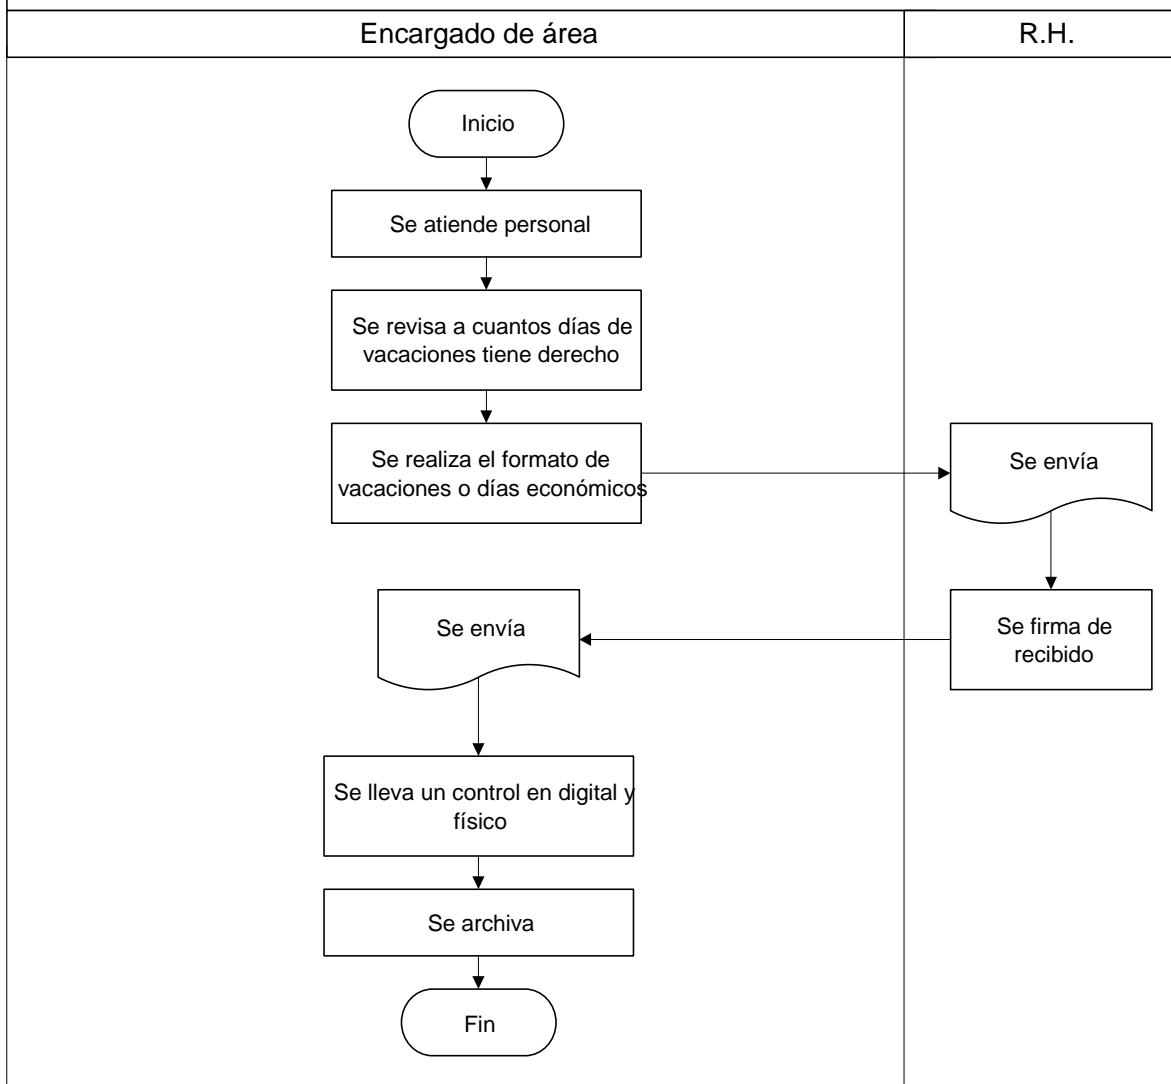 Encargado de área
R.H.
Inicio
Se atiende personal
Se revisa a cuantos días de
vacaciones tiene derecho
Se realiza el formato de
vacaciones o días económicos
Se envía
Se firma de
recibido
Se envía
Se lleva un control en digital y
físico
Se archiva
Fin